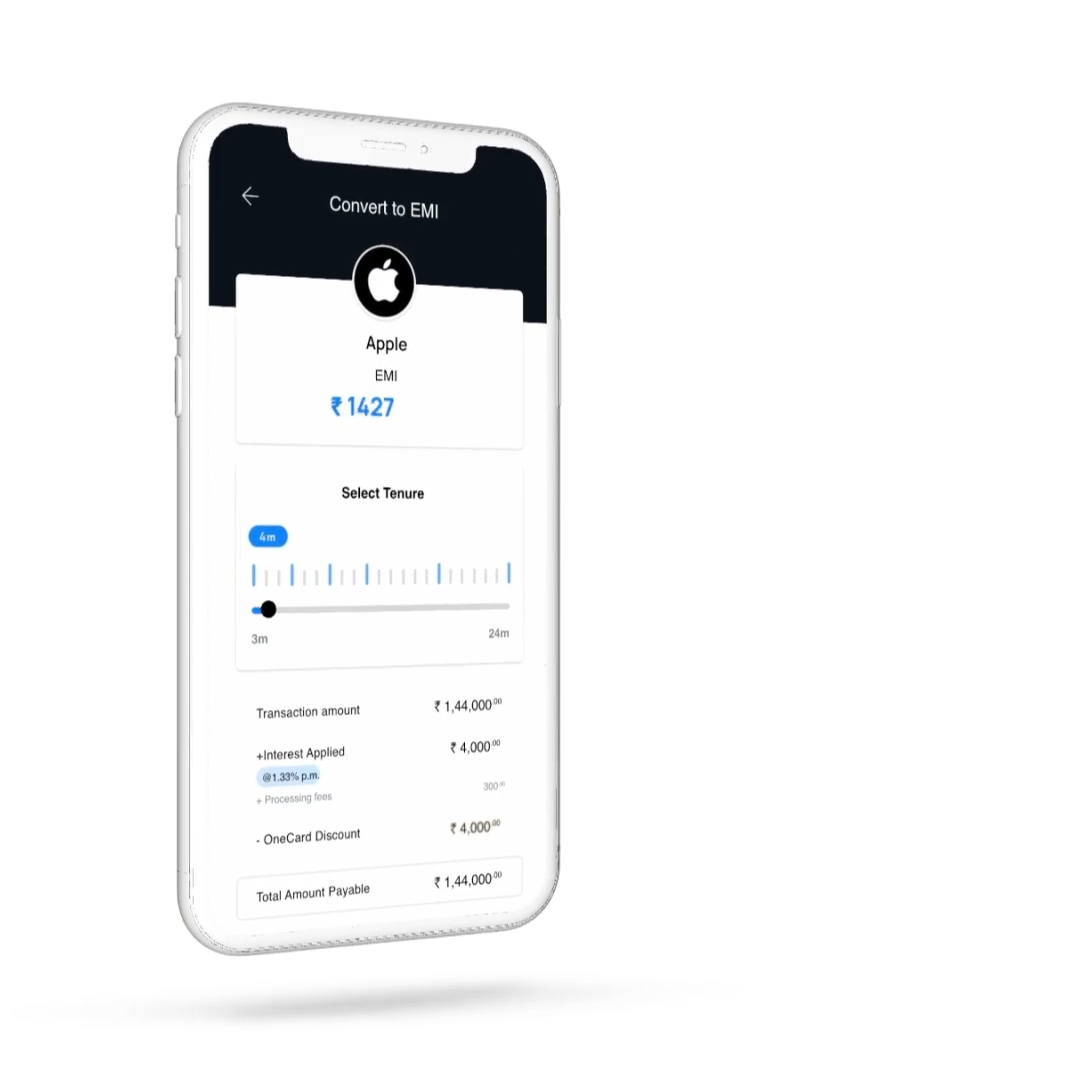 Convert to EMI
Apple
EMI
₹ 1427
Select Tenure
4m
3m 24m
Transaction amount ₹ 1,44,000.00
+Interest Applied ₹ 4,000.00
@1.33% p.m.
+ Processing fees 300.00
- OneCard Discount ₹ 4,000.00
Total Amount Payable ₹ 1,44,000.00